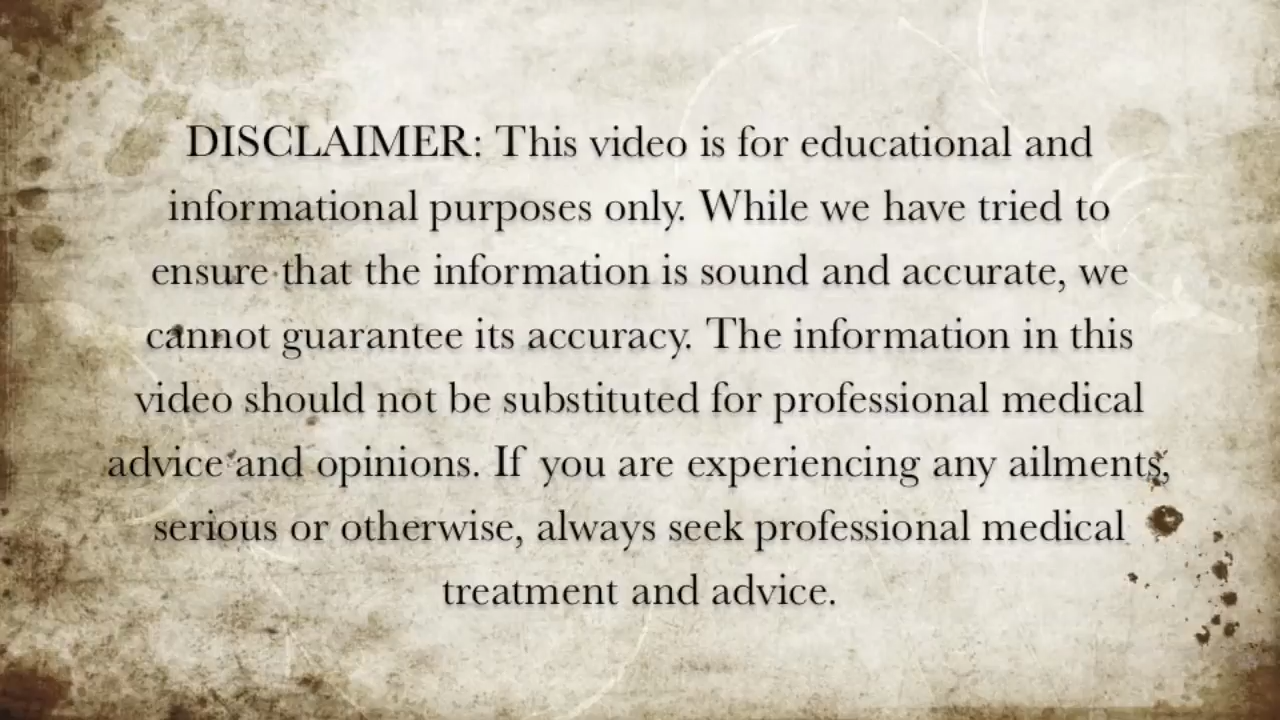 DISCLAIMER: This video is for educational and
informational purposes only. While we have tried to
ensure that the information is sound and accurate, we
cannot guarantee its accuracy. The information in this
video should not be substituted for professional medical
advice and opinions. If you are experiencing any ailments,
serious or otherwise, always seek professional medical
treatment and advice.